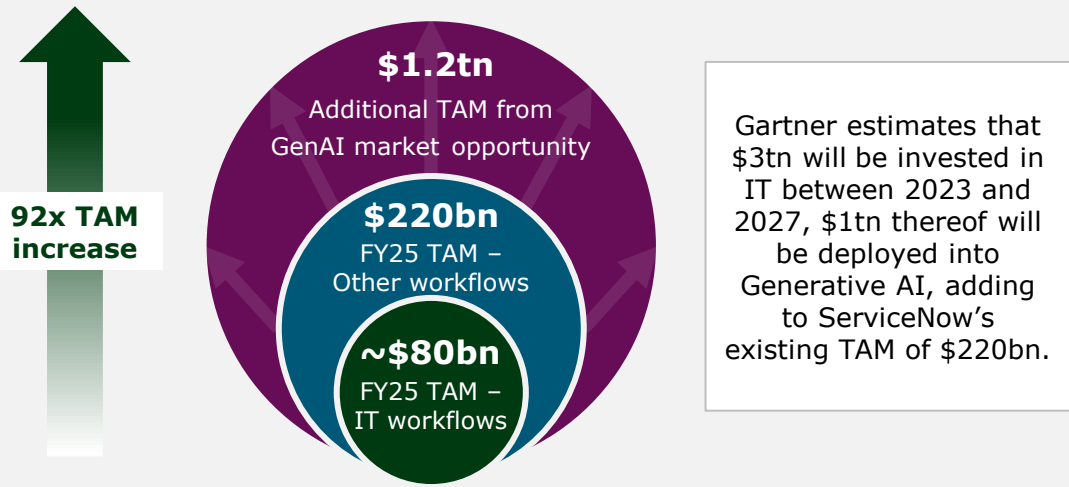 $1.2tn
Additional TAM from
GenAI market opportunity
92x TAM
increase
$220bn
FY25 TAM –
Other workflows
~$80bn
FY25 TAM –
IT workflows
Gartner estimates that
$3tn will be invested in
IT between 2023 and
2027, $1tn thereof will
be deployed into
Generative AI, adding
to ServiceNow’s
existing TAM of $220bn.